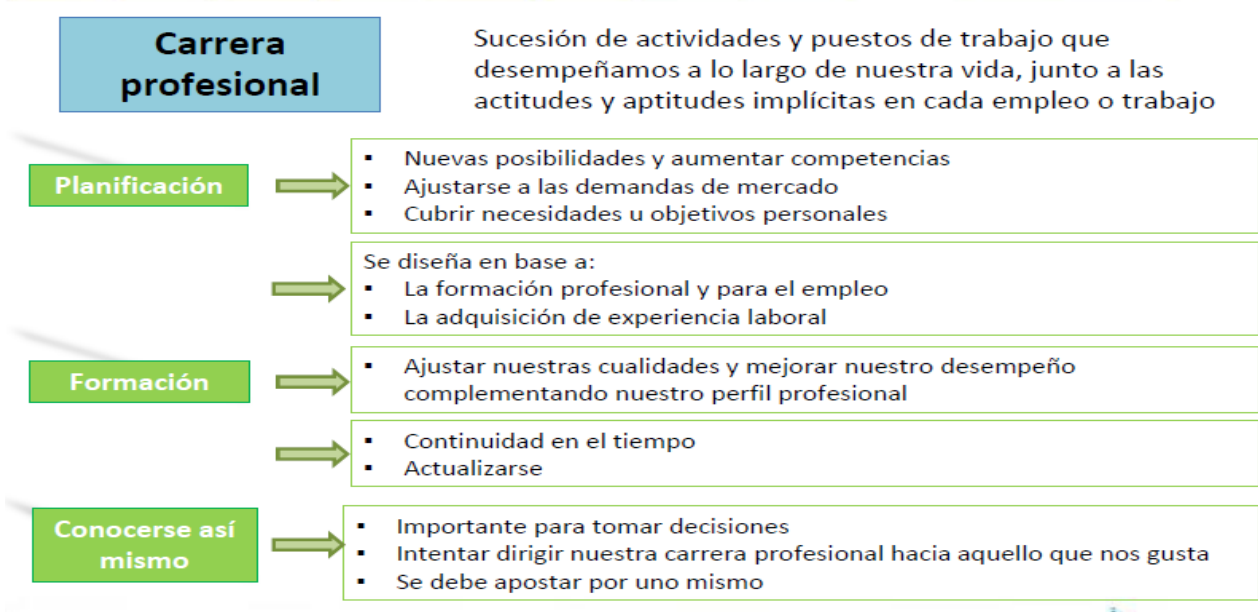 Carrera
profesional
Sucesión de actividades y puestos de trabajo que
desempeñamos a lo largo de nuestra vida, junto a las
actitudes y aptitudes implícitas en cada empleo o trabajo
Planificación
▪ Nuevas posibilidades y aumentar competencias
▪ Ajustarse a las demandas de mercado
▪ Cubrir necesidades u objetivos personales
Se diseña en base a:
▪ La formación profesional y para el empleo
▪ La adquisición de experiencia laboral
Formación
▪ Ajustar nuestras cualidades y mejorar nuestro desempeño
complementando nuestro perfil profesional
▪ Continuidad en el tiempo
▪ Actualizarse
Conocerse así
mismo
▪ Importante para tomar decisiones
▪ Intentar dirigir nuestra carrera profesional hacia aquello que nos gusta
▪ Se debe apostar por uno mismo